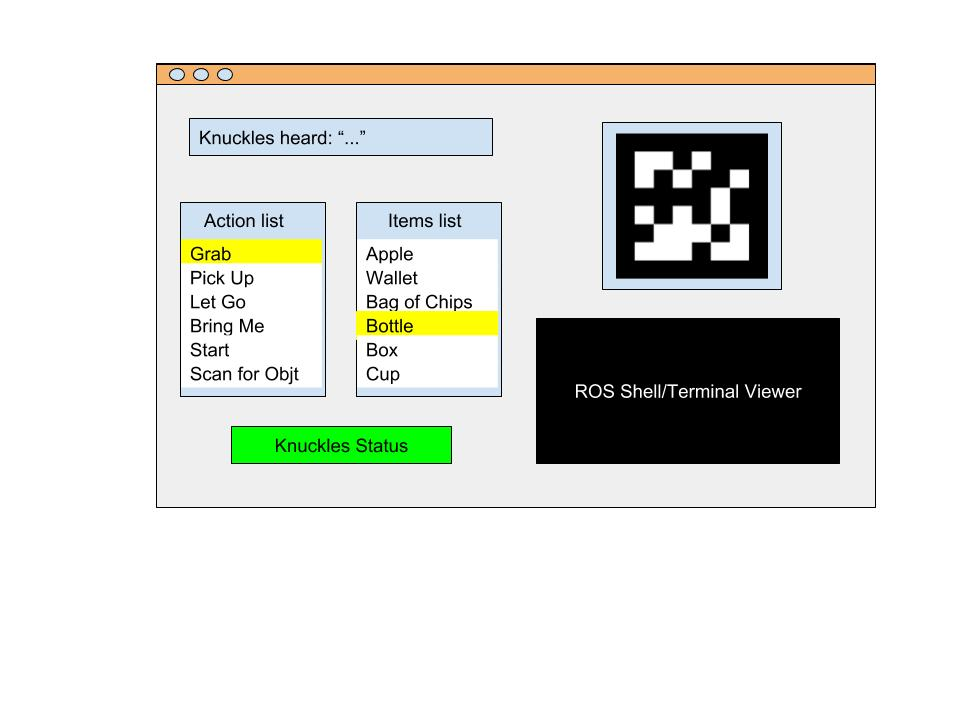 Knuckles heard: “...”
Action list
Grab
Pick Up
Let Go
Bring Me
Start
Scan for Objt
Items list
Apple
Wallet
Bag of Chips
Bottle
Box
Cup
Knuckles Status
ROS Shell/Terminal Viewer